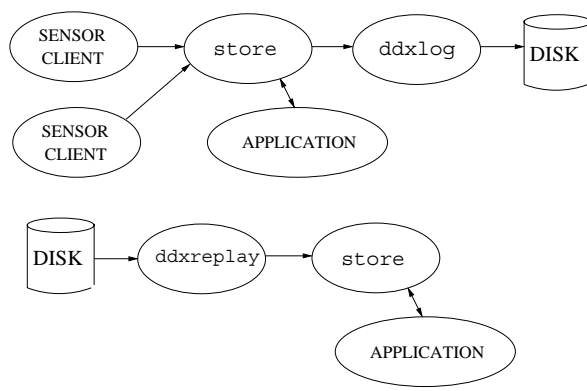 SENSOR
CLIENT
store
ddxlog
DISK
SENSOR
CLIENT
APPLICATION
DISK
ddxreplay
store
APPLICATION